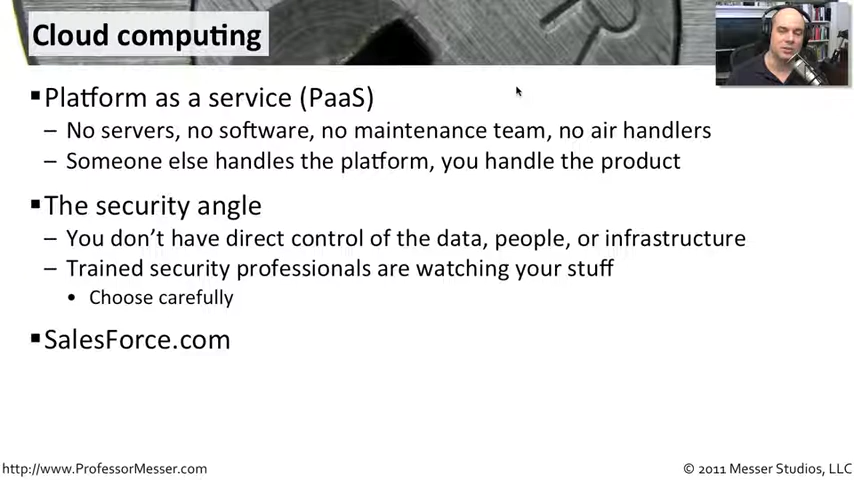 Cloud computing
▪Platform as a service (PaaS)
– No servers, no software, no maintenance team, no air handlers
– Someone else handles the platform, you handle the product
▪The security angle
– You don’t have direct control of the data, people, or infrastructure
– Trained security professionals are watching your stuff
• Choose carefully
▪SalesForce.com
http://www.ProfessorMesser.com
© 2011 Messer Studios, LLC